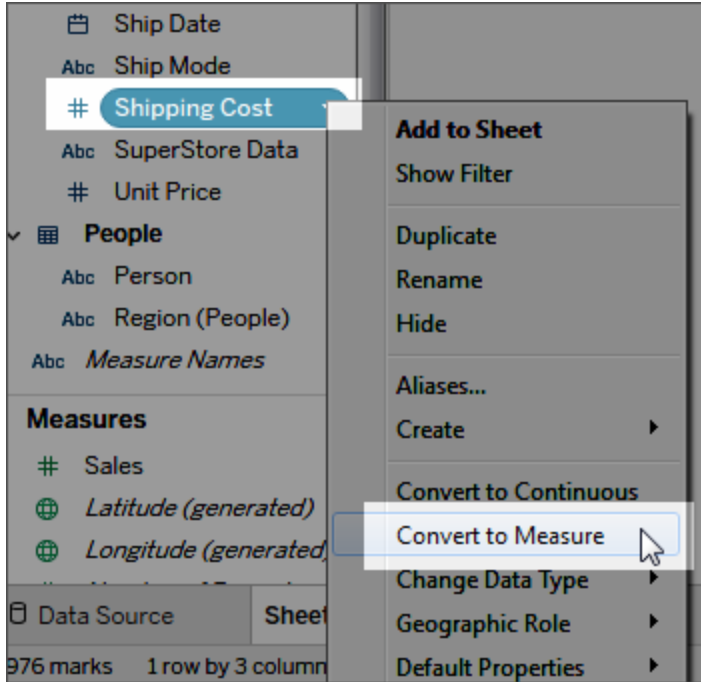 Ship Date
Abc Ship Mode
# Shipping Cost
Abc SuperStore Data
# Unit Price
People
Abc Person
Abc Region (People)
Abc Measure Names
Measures
# Sales
Latitude (generated)
Longitude (generated)
Data Source Sheet
976 marks 1 row by 3 column
Add to Sheet
Show Filter
Duplicate
Rename
Hide
Aliases...
Create
Convert to Continuous
Convert to Measure
Change Data Type
Geographic Role
Default Properties